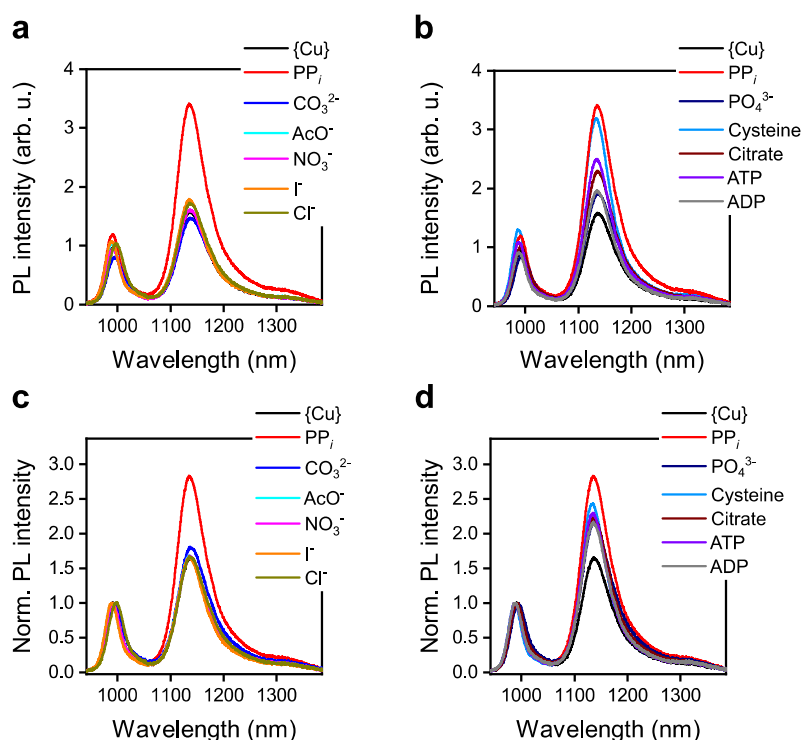 a
{Cu}
PPᵢ
CO₃²⁻
AcO⁻
NO₃⁻
I⁻
Cl⁻
PL intensity (arb. u.)
4
3
2
1
0
1000 1100 1200 1300
Wavelength (nm)
b
{Cu}
PPᵢ
PO₄³⁻
Cysteine
Citrate
ATP
ADP
PL intensity (arb. u.)
4
3
2
1
0
1000 1100 1200 1300
Wavelength (nm)
c
{Cu}
PPᵢ
CO₃²⁻
AcO⁻
NO₃⁻
I⁻
Cl⁻
Norm. PL intensity
3.0
2.5
2.0
1.5
1.0
0.5
0.0
1000 1100 1200 1300
Wavelength (nm)
d
{Cu}
PPᵢ
PO₄³⁻
Cysteine
Citrate
ATP
ADP
Norm. PL intensity
3.0
2.5
2.0
1.5
1.0
0.5
0.0
1000 1100 1200 1300
Wavelength (nm)